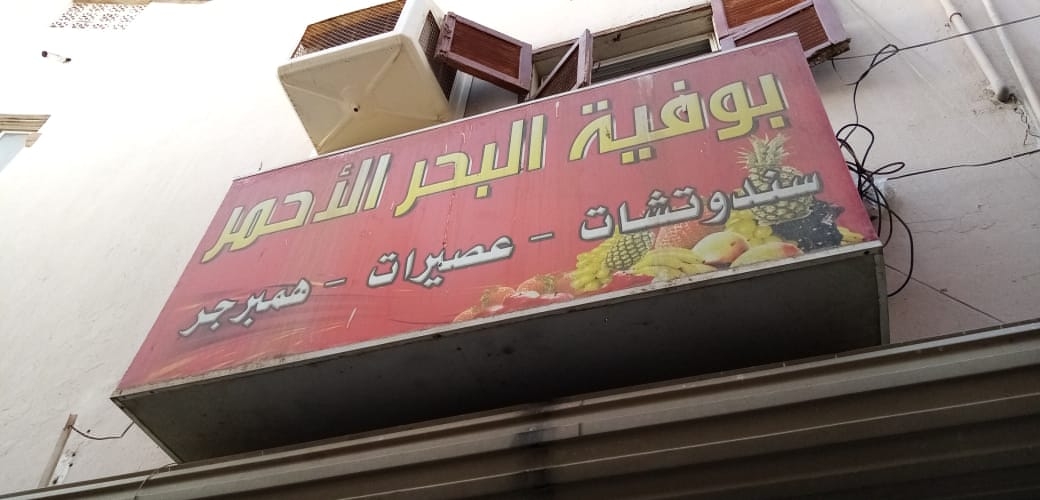 بوفية البحر الأحمر
سندوتشات - عصيرات - همبرجر